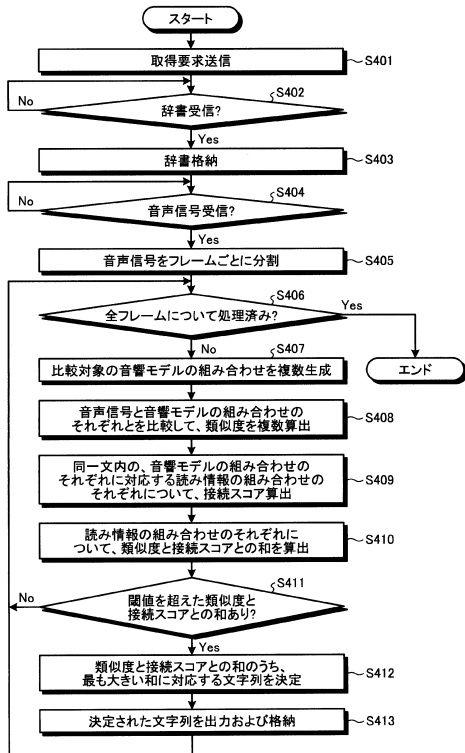 スタート
取得要求送信
S401
S402
No
辞書受信?
Yes
辞書格納
S403
S404
No
音声信号受信?
Yes
音声信号をフレームごとに分割
S405
S406
全フレームについて処理済み?
Yes
No
エンド
S407
比較対象の音響モデルの組み合わせを複数生成
音声信号と音響モデルの組み合わせの
それぞれとを比較して、類似度を複数算出
S408
同一文内の、音響モデルの組み合わせの
それぞれに対応する読み情報の組み合わせの
それぞれについて、接続スコア算出
S409
読み情報の組み合わせのそれぞれに
ついて、類似度と接続スコアとの和を算出
S410
S411
No
閾値を超えた類似度と
接続スコアとの和あり?
Yes
類似度と接続スコアとの和のうち、
最も大きい和に対応する文字列を決定
S412
決定された文字列を出力および格納
S413